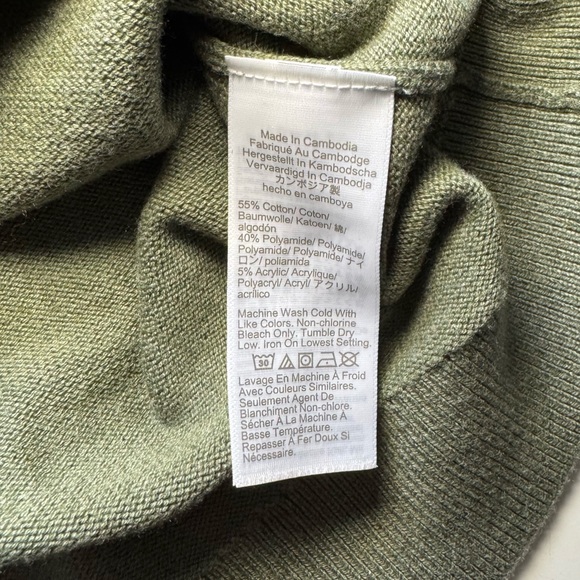 Made In Cambodia
Fabriqué Au Cambodge
Hergestellt In Kambodscha
Vervaardigd In Cambodja
カンボジア製
hecho en camboya
55% Cotton/ Coton/
Baumwolle/ Katoen/ 綿/
algodón
40% Polyamide/ Polyamide/
Polyamide/ Polyamide/ ナイ
ロン/ poliamida
5% Acrylic/ Acrylique/
Polyacryl/ Acryl/ アクリル/
acrílico
Machine Wash Cold With
Like Colors. Non-chlorine
Bleach Only. Tumble Dry
Low. Iron On Lowest Setting.
30
Lavage En Machine À Froid
Avec Couleurs Similaires.
Seulement Agent De
Blanchiment Non-chlore.
Sécher À La Machine À
Basse Température.
Repasser À Fer Doux Si
Nécessaire.